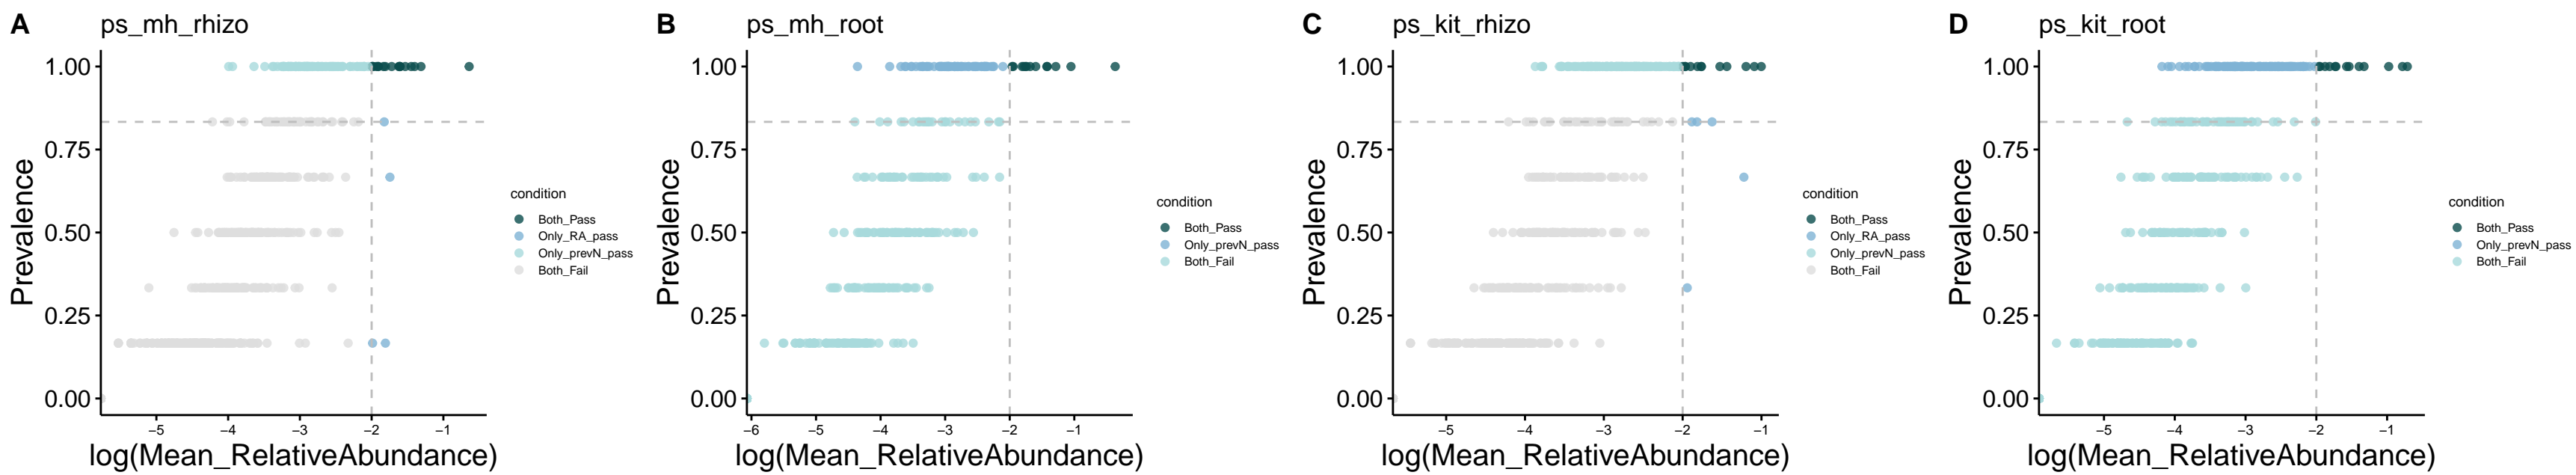 A ps_mh_rhizo
1.00
0.75
0.50
0.25
0.00
Prevalence
−5 −4 −3 −2 −1
log(Mean_RelativeAbundance)
condition
Both_Pass
Only_RA_pass
Only_prevN_pass
Both_Fail
B ps_mh_root
1.00
0.75
0.50
0.25
0.00
Prevalence
−6 −5 −4 −3 −2 −1
log(Mean_RelativeAbundance)
condition
Both_Pass
Only_prevN_pass
Both_Fail
C ps_kit_rhizo
1.00
0.75
0.50
0.25
0.00
Prevalence
−5 −4 −3 −2 −1
log(Mean_RelativeAbundance)
condition
Both_Pass
Only_RA_pass
Only_prevN_pass
Both_Fail
D ps_kit_root
1.00
0.75
0.50
0.25
0.00
Prevalence
−5 −4 −3 −2 −1
log(Mean_RelativeAbundance)
condition
Both_Pass
Only_prevN_pass
Both_Fail